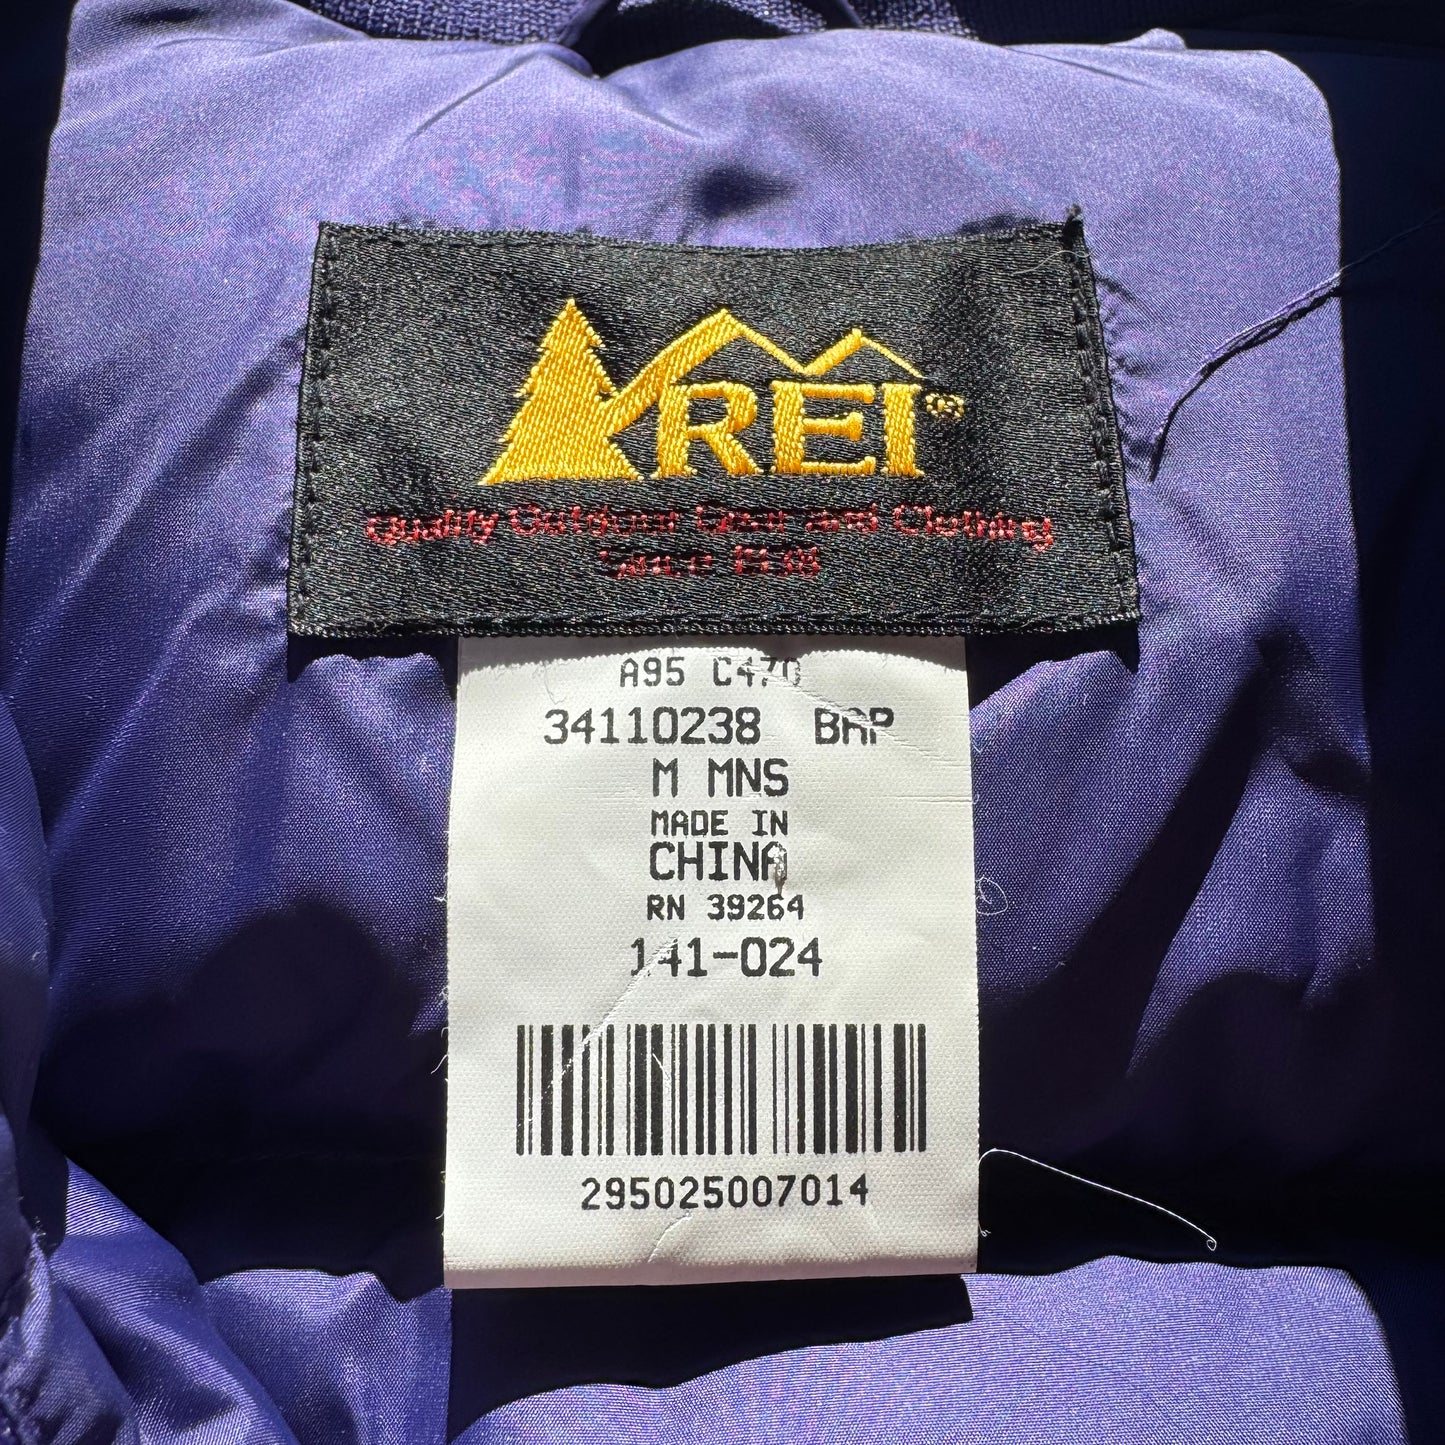 REI®
Quality Outdoor Gear and Clothing
Since 1938
A95 C470
34110238 BAP
M MNS
MADE IN
CHINA
RN 39264
141-024
295025007014